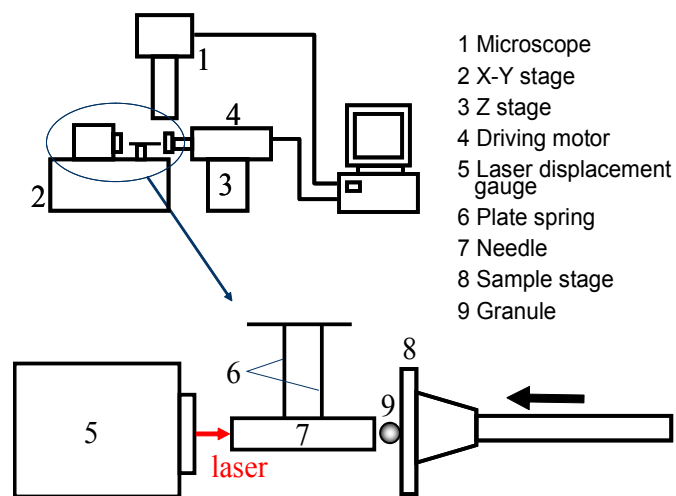 1 Microscope
2 X-Y stage
3 Z stage
4 Driving motor
5 Laser displacement
gauge
6 Plate spring
7 Needle
8 Sample stage
9 Granule
1
4
2
3
6
8
9
5
7
laser